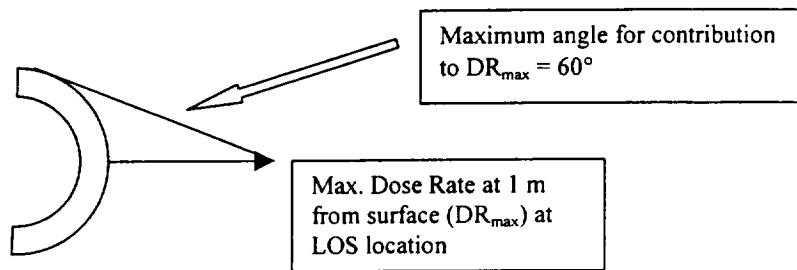 Maximum angle for contribution
to DRmax = 60°
Max. Dose Rate at 1 m
from surface (DRmax) at
LOS location